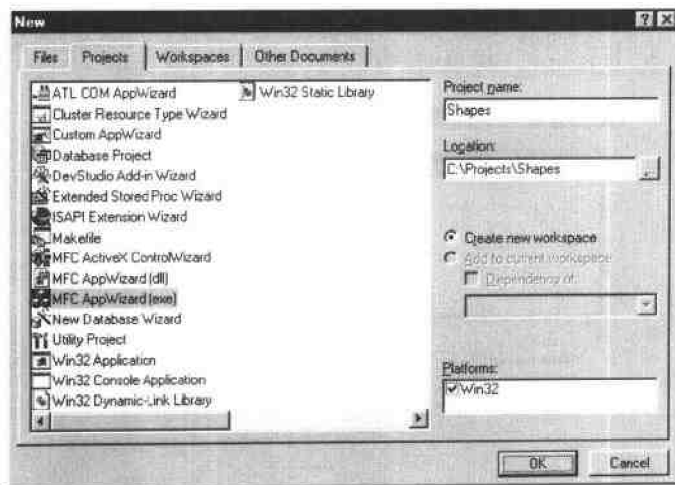 New
Files Projects Workspaces Other Documents
ATL COM AppWizard
Cluster Resource Type Wizard
Custom AppWizard
Database Project
DevStudio Add-in Wizard
Extended Stored Proc Wizard
ISAPI Extension Wizard
Makefile
MFC ActiveX ControlWizard
MFC AppWizard (dll)
MFC AppWizard (exe)
New Database Wizard
Utility Project
Win32 Application
Win32 Console Application
Win32 Dynamic-Link Library
Win32 Static Library
Project name:
Shapes
Location:
C:\Projects\Shapes
...
Create new workspace
Add to current workspace
Dependency of:
Platforms:
Win32
OK Cancel